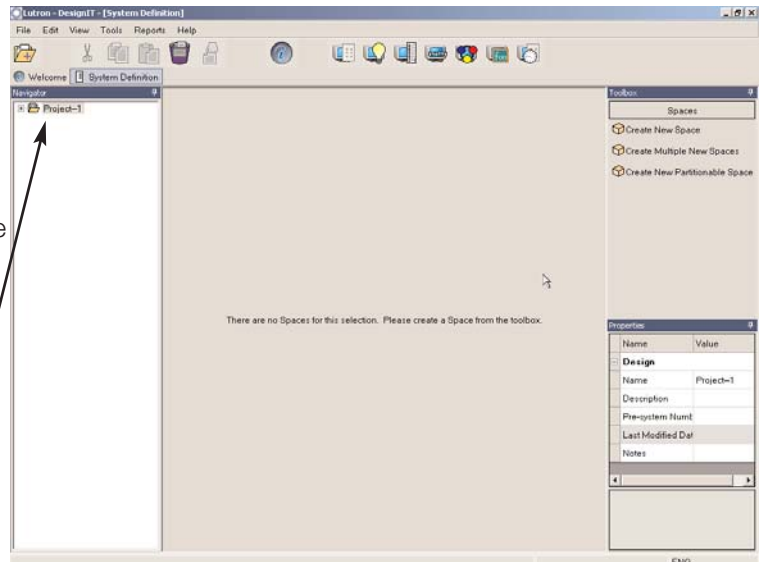 Lutron - DesignIT - [System Definition]
File Edit View Tools Reports Help
Welcome System Definition
Navigator
Project-1
e
There are no Spaces for this selection. Please create a Space from the toolbox.
Toolbox
Spaces
Create New Space
Create Multiple New Spaces
Create New Partitionable Space
Properties
Name Value
Design
Name Project-1
Description
Pre-system Numb
Last Modified Dat
Notes
ENG